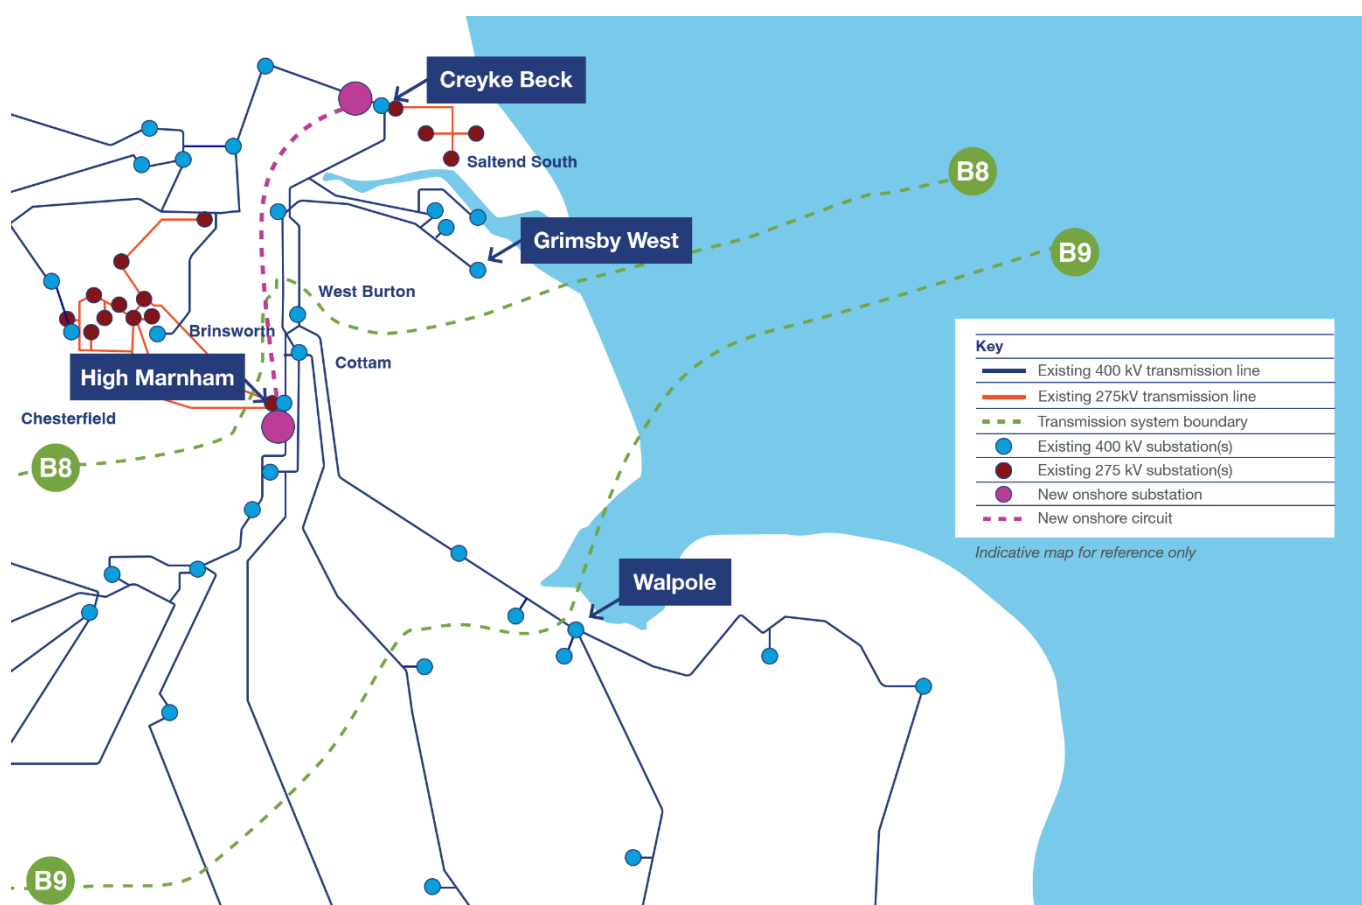 Creyke Beck
Saltend South
B8
Grimsby West
B9
West Burton
Brinsworth
Cottam
High Marnham
Chesterfield
B8
Key
Existing 400 kV transmission line
Existing 275kV transmission line
Transmission system boundary
Existing 400 kV substation(s)
Existing 275 kV substation(s)
New onshore substation
New onshore circuit
Indicative map for reference only
Walpole
B9